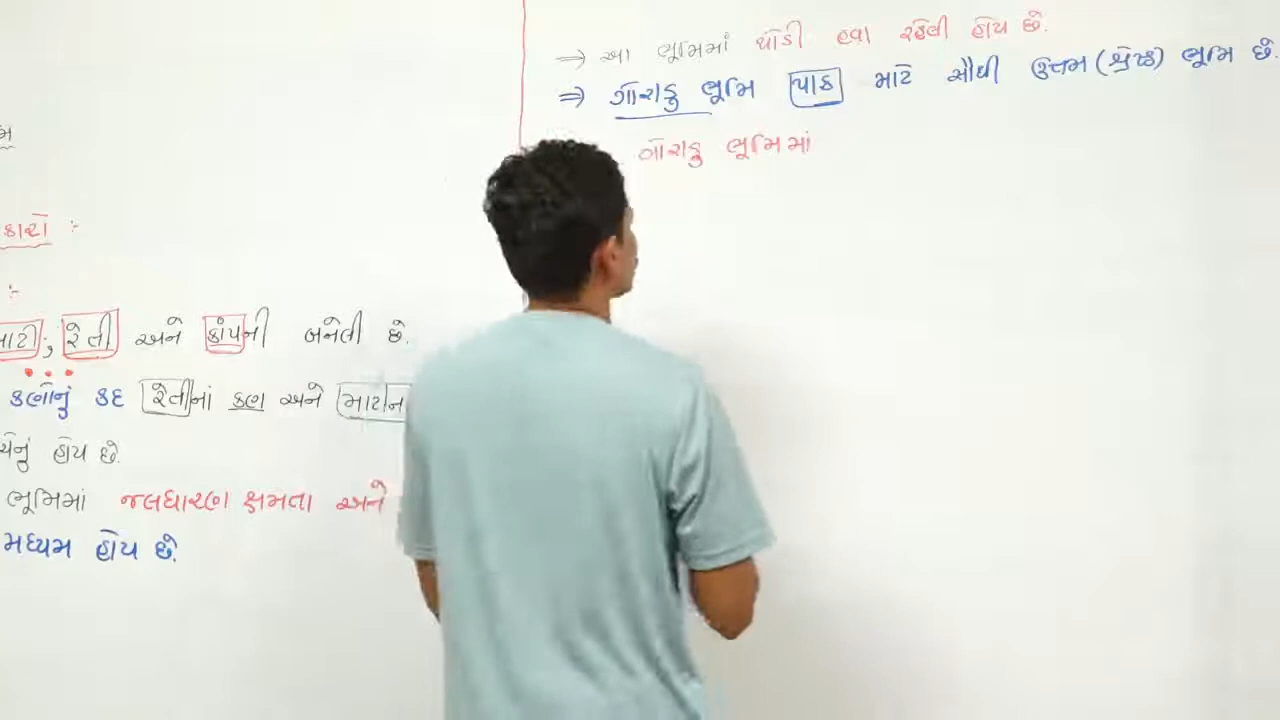 મ
કારો :-
:-
માટી, રેતી અને કાંપની બનેલી છે.
કણોનું કદ રેતીનાં કણ અને માટીન
ચેનું હોય છે.
ભૂમિમાં જલધારણ ક્ષમતા અને
મધ્યમ હોય છે.
⇒ આ ભૂમિમાં થોડી હવા રહેલી હોય છે.
⇒ ગોરાડુ ભૂમિ પાક માટે સૌથી ઉત્તમ (શ્રેષ્ઠ) ભૂમિ છે.
ગોરાડુ ભૂમિમાં